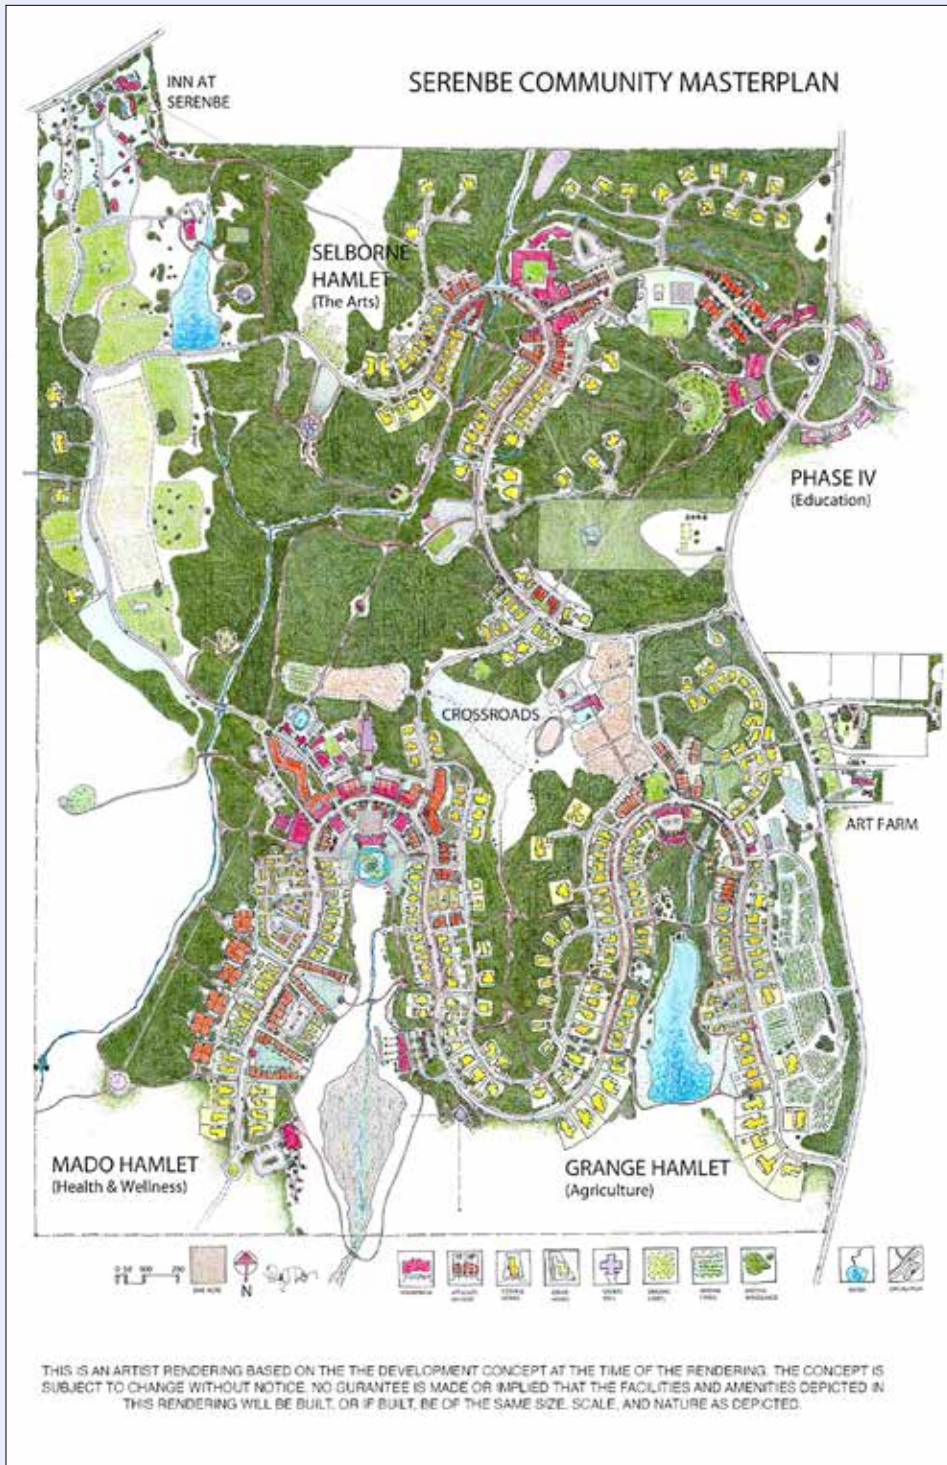 INN AT
SERENBE
SERENBE COMMUNITY MASTERPLAN
SELBORNE
HAMLET
(The Arts)
PHASE IV
(Education)
CROSSROADS
ART FARM
MADO HAMLET
(Health & Wellness)
GRANGE HAMLET
(Agriculture)
N
THIS IS AN ARTIST RENDERING BASED ON THE THE DEVELOPMENT CONCEPT AT THE TIME OF THE RENDERING. THE CONCEPT IS
SUBJECT TO CHANGE WITHOUT NOTICE. NO GURANTEE IS MADE OR IMPLIED THAT THE FACILITIES AND AMENITIES DEPICTED IN
THIS RENDERING WILL BE BUILT, OR IF BUILT, BE OF THE SAME SIZE, SCALE, AND NATURE AS DEPICTED.